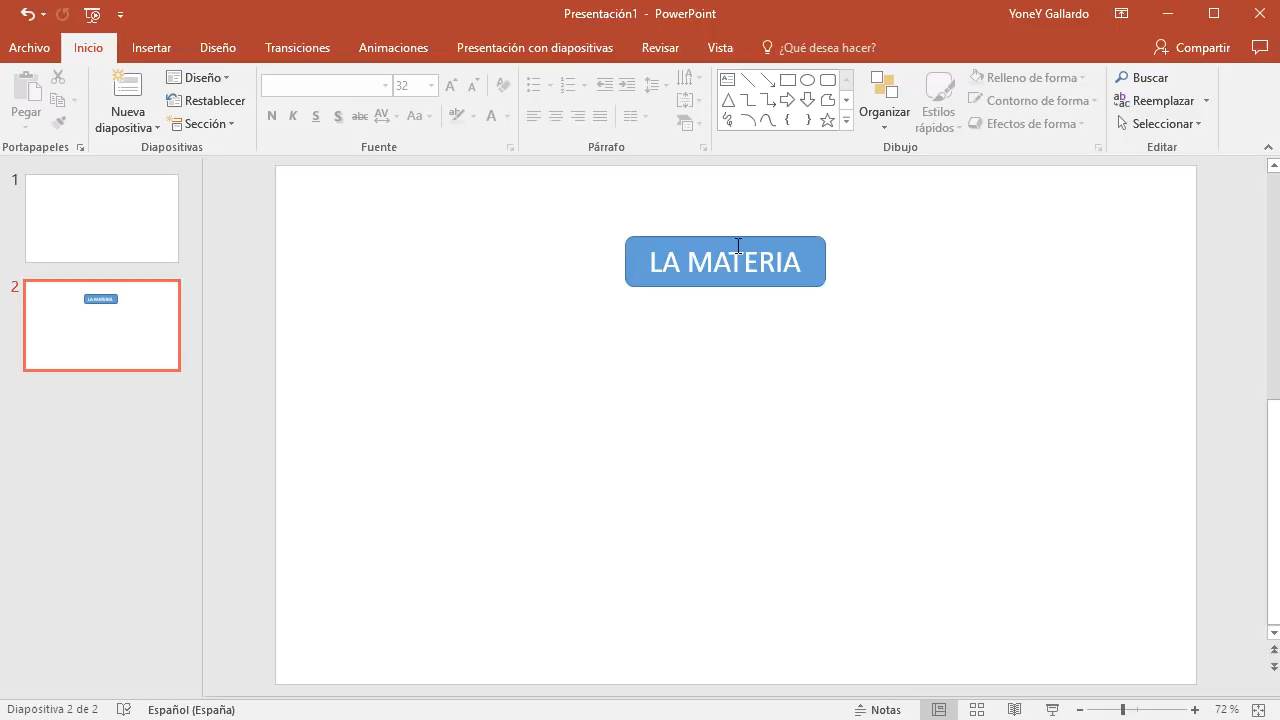 Presentación1 - PowerPoint
YoneY Gallardo
Archivo Inicio Insertar Diseño Transiciones Animaciones Presentación con diapositivas Revisar Vista ¿Qué desea hacer? Compartir
Pegar
Nueva diapositiva
Diseño
Restablecer
Sección
32
N K S S abc AV Aa A
Organizar
Estilos rápidos
Relleno de forma
Contorno de forma
Efectos de forma
Buscar
Reemplazar
Seleccionar
Portapapeles Diapositivas Fuente Párrafo Dibujo Editar
1
2
LA MATERIA
LA MATERIA
Diapositiva 2 de 2 Español (España) Notas 72 %